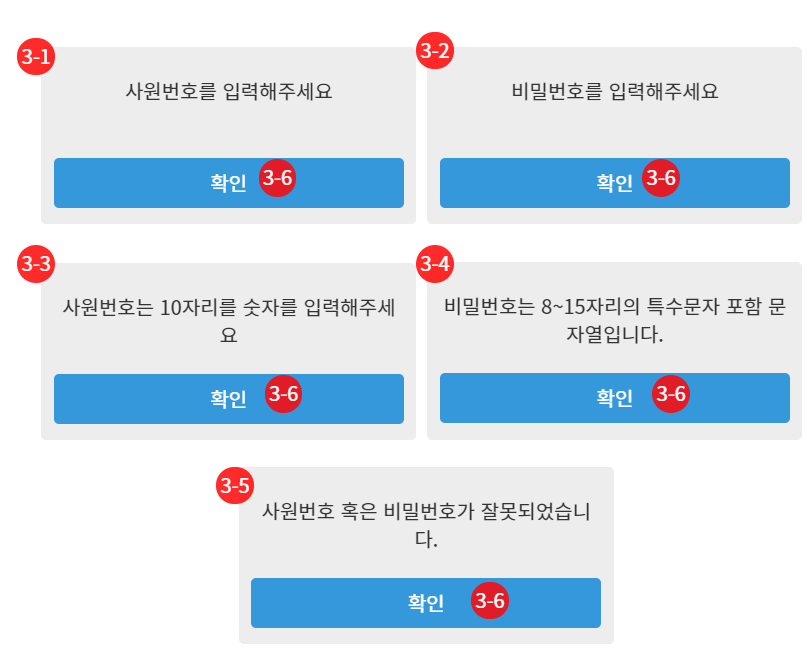 3-1
사원번호를 입력해주세요
확인 3-6
3-2
비밀번호를 입력해주세요
확인 3-6
3-3
사원번호는 10자리를 숫자를 입력해주세
요
확인 3-6
3-4
비밀번호는 8~15자리의 특수문자 포함 문
자열입니다.
확인 3-6
3-5
사원번호 혹은 비밀번호가 잘못되었습니
다.
확인 3-6